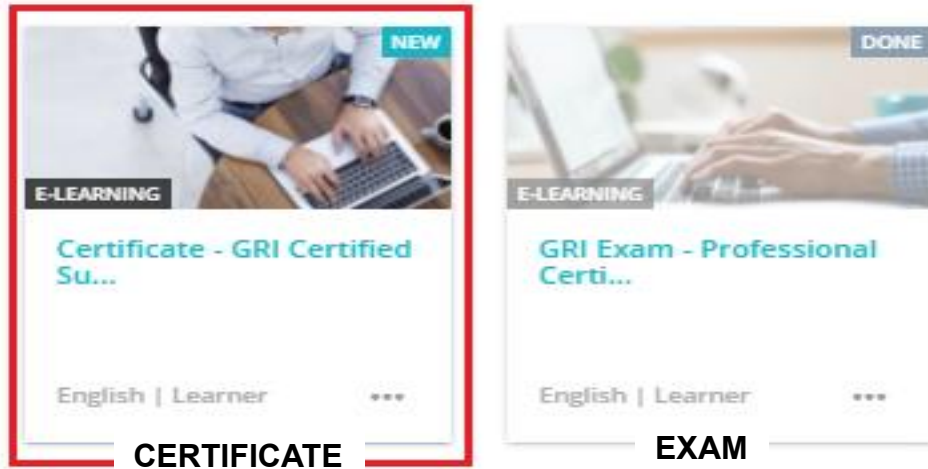 NEW
E-LEARNING
Certificate - GRI Certified
Su...
English | Learner
CERTIFICATE
DONE
E-LEARNING
GRI Exam - Professional
Certi...
English | Learner
EXAM